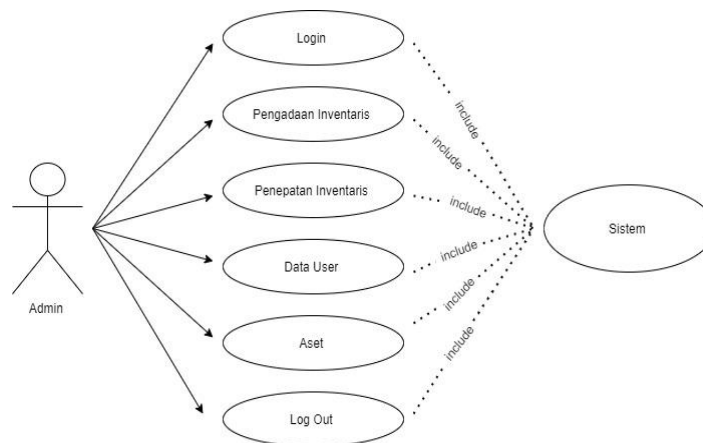 Login
include
Pengadaan Inventaris
include
Penepatan Inventaris
include
Sistem
Data User
include
Admin
Aset
include
include
Log Out